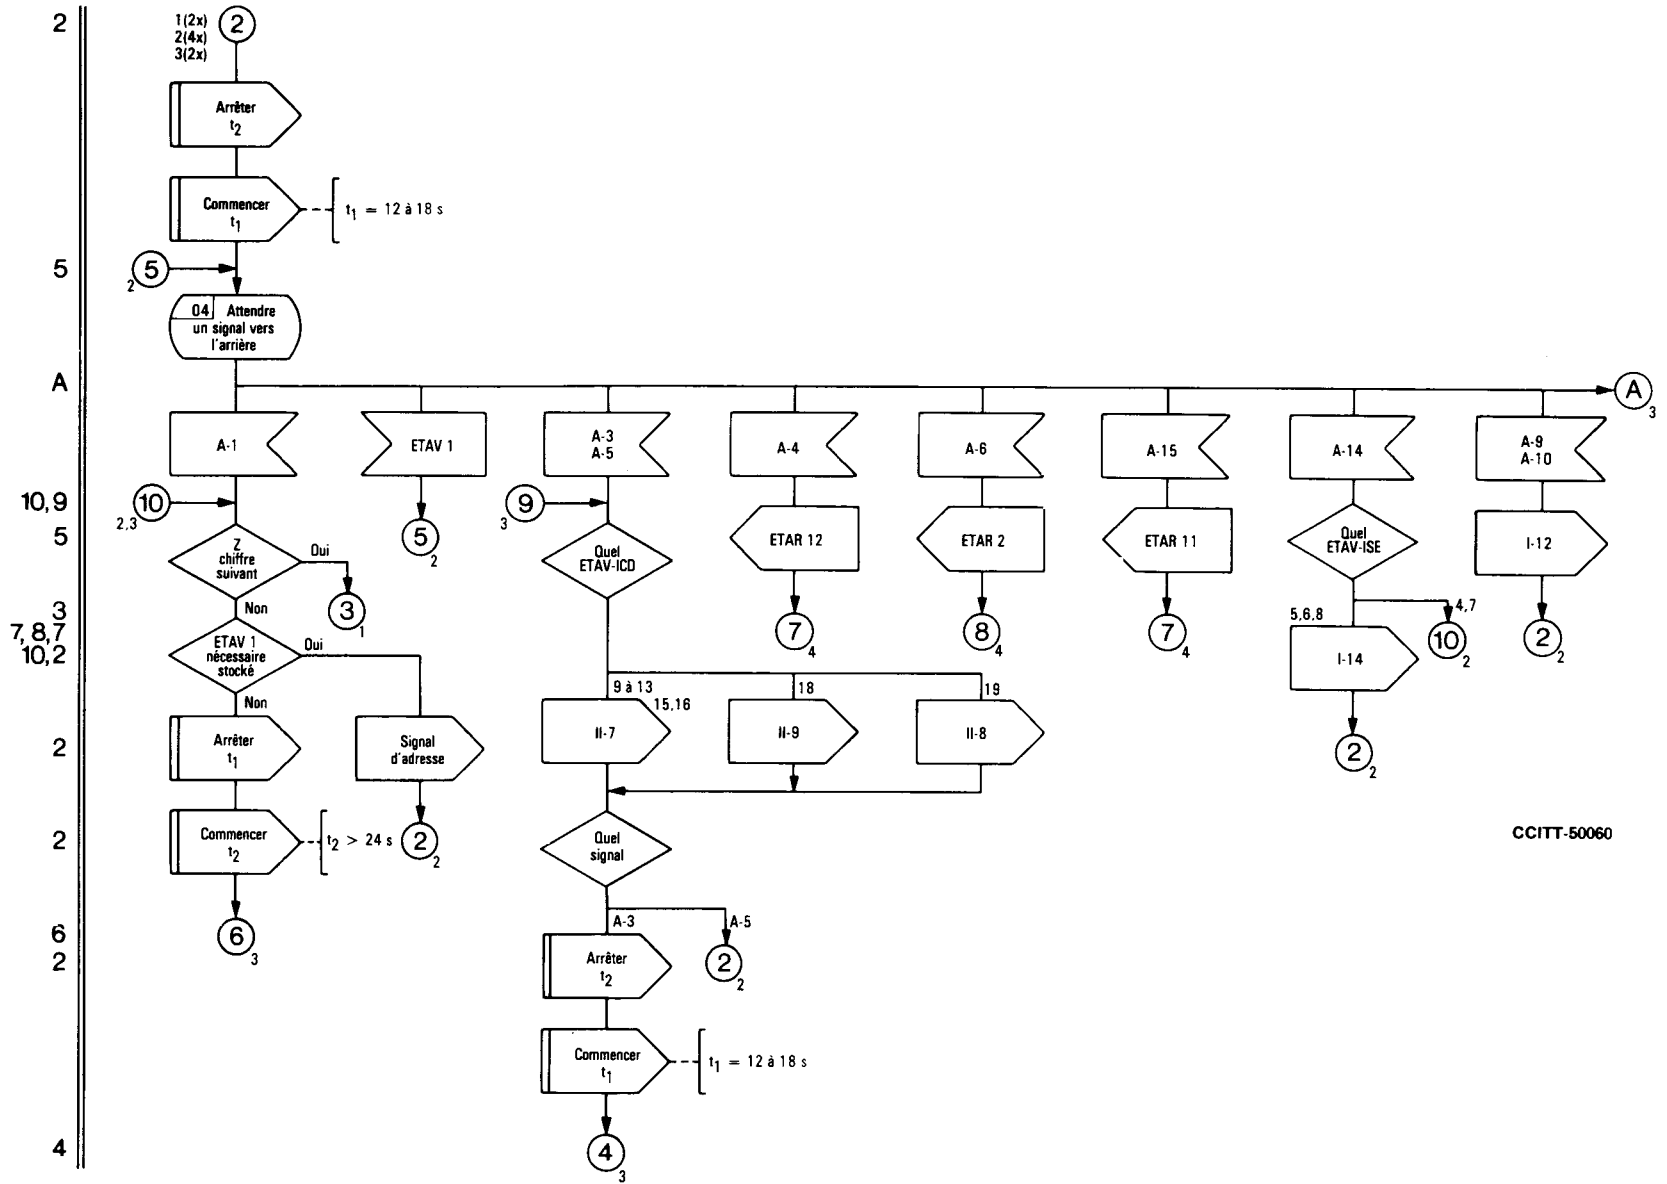 2
1(2x)
2(4x)
3(2x)
2
Arrêter
t2
Commencer
t1
t1 = 12 à 18 s
5
2
5
04 Attendre
un signal vers
l'arrière
A
A
3
A-1
ETAV 1
A-3
A-5
A-4
A-6
A-15
A-14
A-9
A-10
10,9
10
2,3
5
2
9
3
5
Z
chiffre
suivant
Oui
3
1
Non
Quel
ETAV-ICD
ETAR 12
7
4
ETAR 2
8
4
ETAR 11
7
4
Quel
ETAV-ISE
5,6,8
4,7
I-14
10
2
2
2
I-12
2
2
3
7, 8,7
10,2
ETAV 1
nécessaire
stocké
Oui
Non
9 à 13
15,16
18
19
II-7
II-9
II-8
2
Arrêter
t1
Signal
d'adresse
2
2
2
Commencer
t2
t2 > 24 s
Quel
signal
CCITT-50060
6
2
6
3
A-3
A-5
Arrêter
t2
2
2
Commencer
t1
t1 = 12 à 18 s
4
4
3